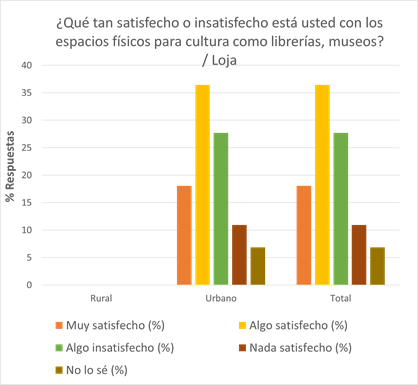 ¿Qué tan satisfecho o insatisfecho está usted con los
espacios físicos para cultura como librerías, museos?
/ Loja
% Respuestas
40
35
30
25
20
15
10
5
0
Rural
Urbano
Total
Muy satisfecho (%)
Algo satisfecho (%)
Algo insatisfecho (%)
Nada satisfecho (%)
No lo sé (%)